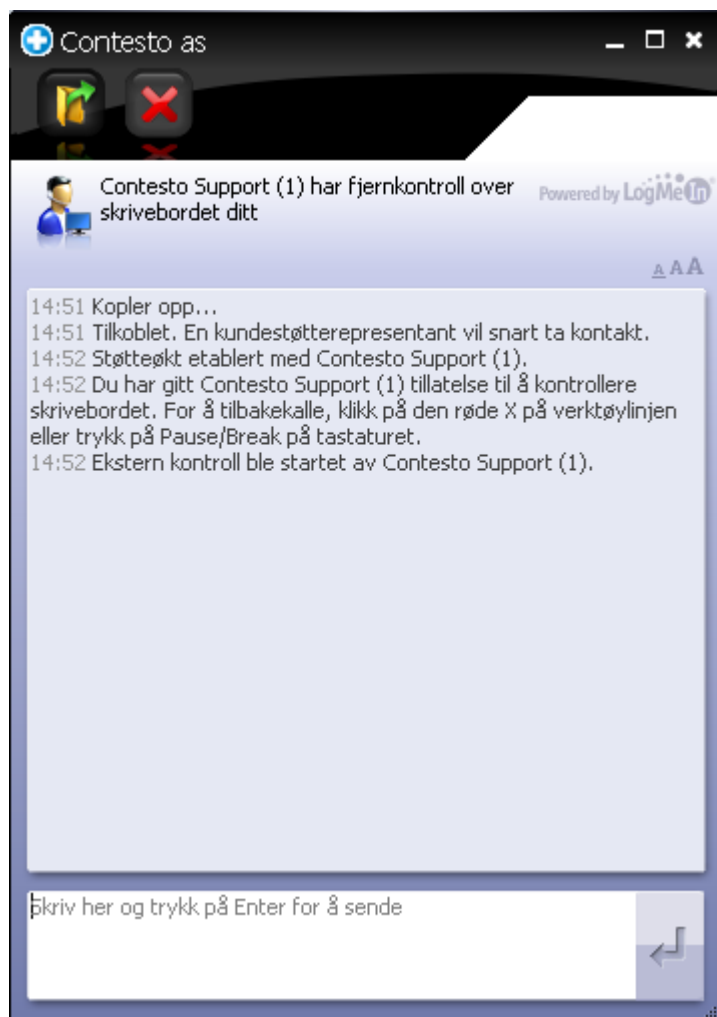 Contesto as
Contesto Support (1) har fjernkontroll over
skrivebordet ditt
Powered by LogMeIn
A A A
14:51 Kopler opp...
14:51 Tilkoblet. En kundestøtterepresentant vil snart ta kontakt.
14:52 Støtteøkt etablert med Contesto Support (1).
14:52 Du har gitt Contesto Support (1) tillatelse til å kontrollere
skrivebordet. For å tilbakekalle, klikk på den røde X på verktøylinjen
eller trykk på Pause/Break på tastaturet.
14:52 Ekstern kontroll ble startet av Contesto Support (1).
Skriv her og trykk på Enter for å sende